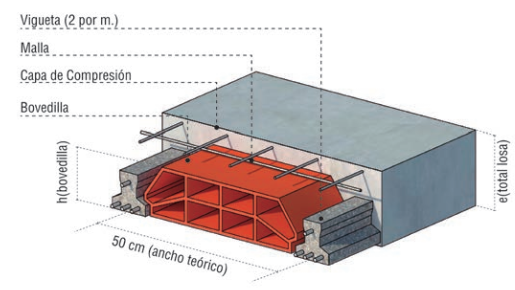 Vigueta (2 por m.)
Malla
Capa de Compresión
Bovedilla
h(bovedilla)
50 cm (ancho teórico)
e(total losa)